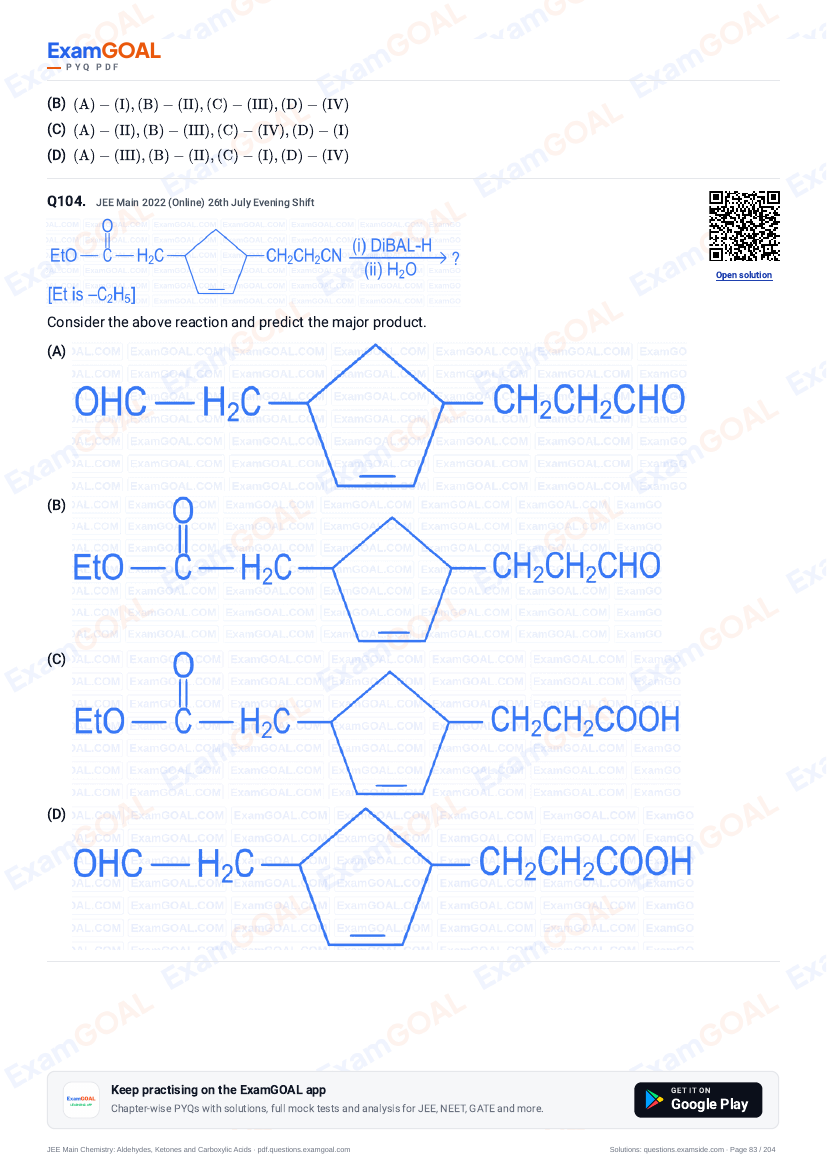 ExamGOAL
PYQ PDF
(B) (A) − (I), (B) − (II), (C) − (III), (D) − (IV)
(C) (A) − (II), (B) − (III), (C) − (IV), (D) − (I)
(D) (A) − (III), (B) − (II), (C) − (I), (D) − (IV)
Q104. JEE Main 2022 (Online) 26th July Evening Shift
Open solution
O
EtO — C — H₂C CH₂CH₂CN (i) DiBAL-H ?
(ii) H₂O
[Et is –C₂H₅]
Consider the above reaction and predict the major product.
(A)
OHC — H₂C CH₂CH₂CHO
(B)
O
EtO — C — H₂C CH₂CH₂CHO
(C)
O
EtO — C — H₂C CH₂CH₂COOH
(D)
OHC — H₂C CH₂CH₂COOH
Keep practising on the ExamGOAL app
Chapter-wise PYQs with solutions, full mock tests and analysis for JEE, NEET, GATE and more.
GET IT ON
Google Play
JEE Main Chemistry: Aldehydes, Ketones and Carboxylic Acids · pdf.questions.examgoal.com
Solutions: questions.examside.com · Page 83 / 204